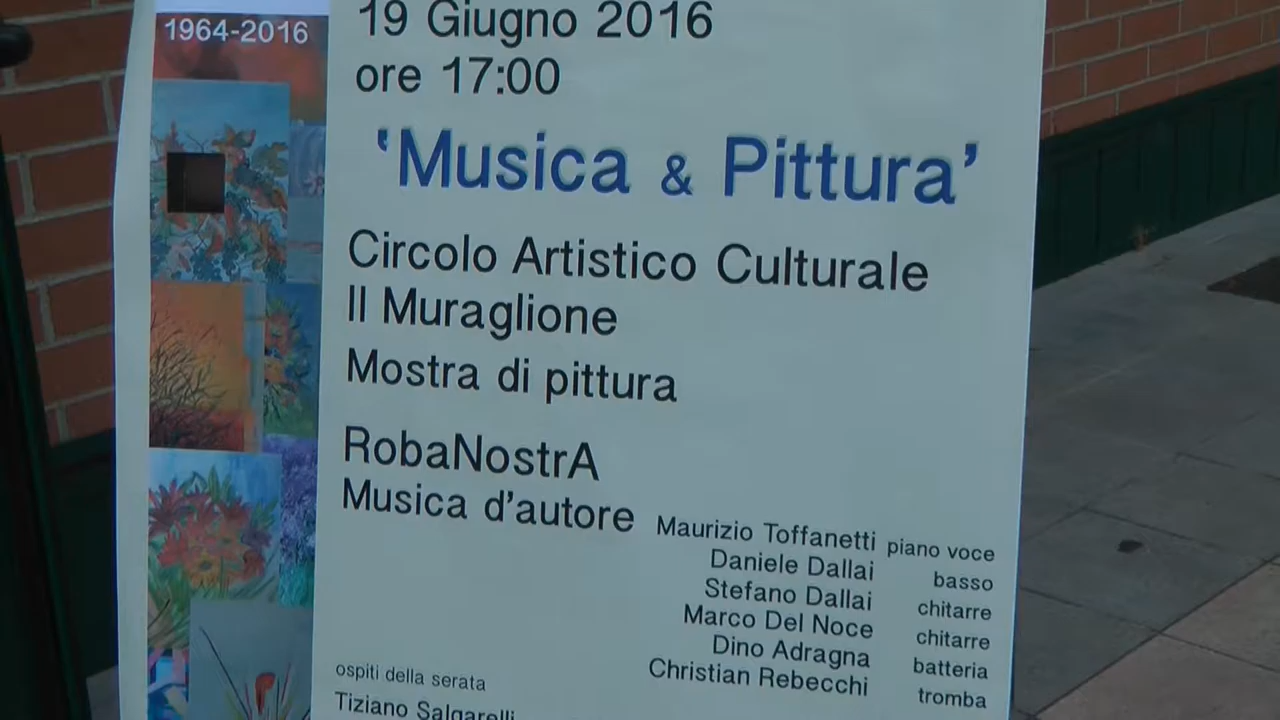 1964-2016
19 Giugno 2016
ore 17:00
'Musica & Pittura'
Circolo Artistico Culturale
Il Muraglione
Mostra di pittura
RobaNostrA
Musica d'autore
Maurizio Toffanetti piano voce
Daniele Dallai basso
Stefano Dallai chitarre
Marco Del Noce chitarre
Dino Adragna batteria
Christian Rebecchi tromba
ospiti della serata
Tiziano Salgarelli